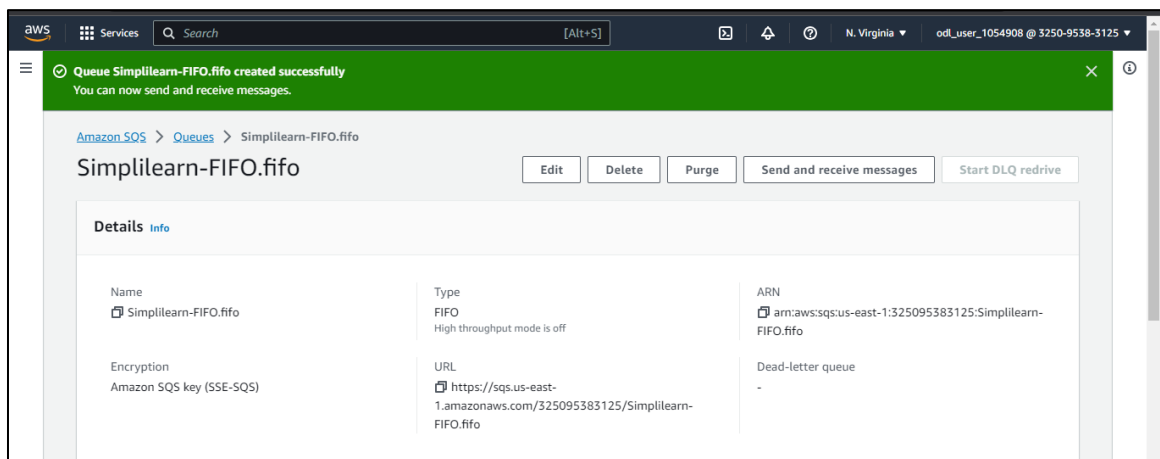 aws
Services
Search
[Alt+S]
N. Virginia
odl_user_1054908 @ 3250-9538-3125
Queue Simplilearn-FIFO.fifo created successfully
You can now send and receive messages.
Amazon SQS > Queues > Simplilearn-FIFO.fifo
Simplilearn-FIFO.fifo
Edit
Delete
Purge
Send and receive messages
Start DLQ redrive
Details Info
Name
Simplilearn-FIFO.fifo
Type
FIFO
High throughput mode is off
ARN
arn:aws:sqs:us-east-1:325095383125:Simplilearn-
FIFO.fifo
Encryption
Amazon SQS key (SSE-SQS)
URL
https://sqs.us-east-
1.amazonaws.com/325095383125/Simplilearn-
FIFO.fifo
Dead-letter queue
-